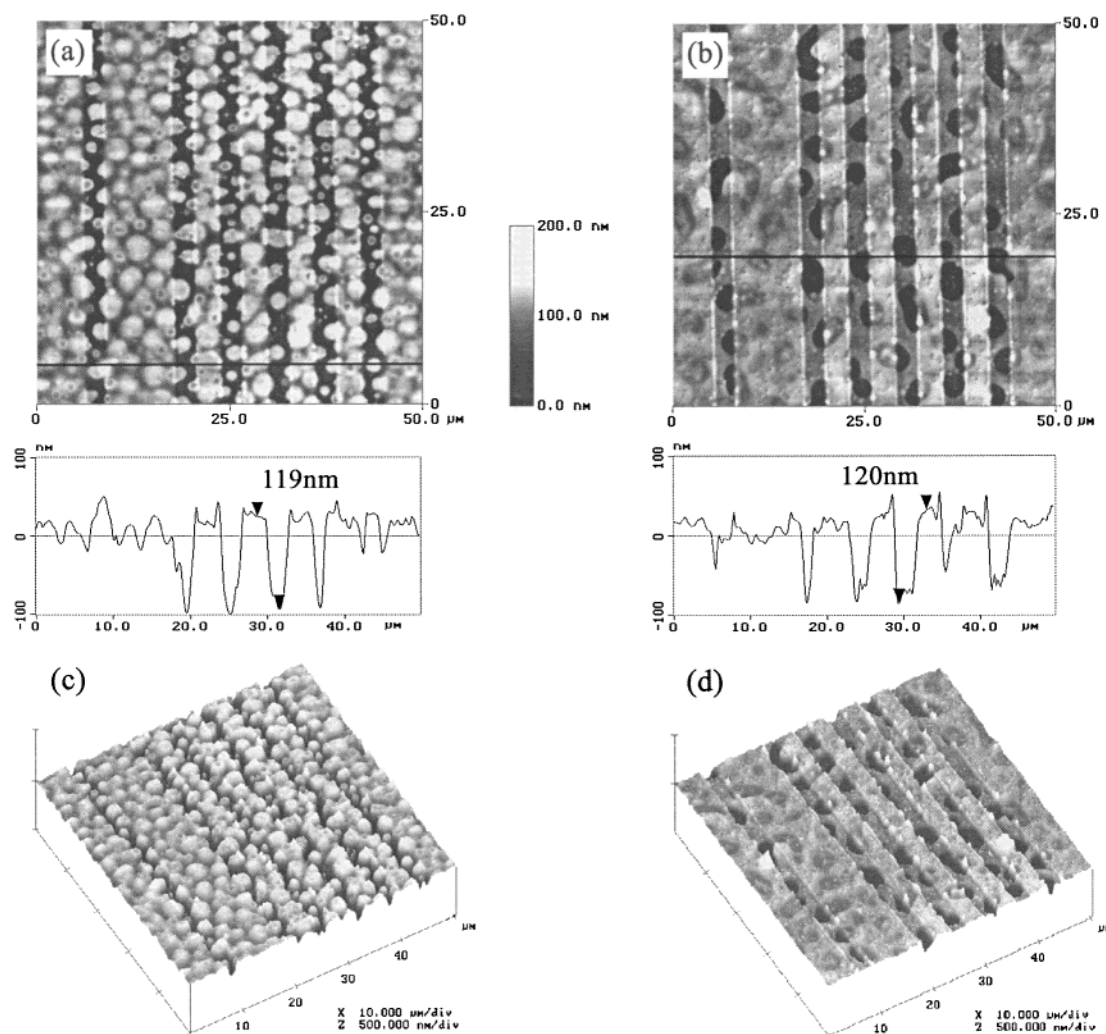 (a)
50.0
25.0
0
0 25.0 50.0 μM
200.0 nM
100.0 nM
0.0 nM
(b)
50.0
25.0
0
0 25.0 50.0 μM
nM
100
0
-100
119nm
0 10.0 20.0 30.0 40.0 μM
nM
100
0
-100
120nm
0 10.0 20.0 30.0 40.0 μM
(c)
μM
40
30
20
10
X 10.000 μM/div
Z 500.000 nM/div
(d)
μM
40
30
20
10
X 10.000 μM/div
Z 500.000 nM/div